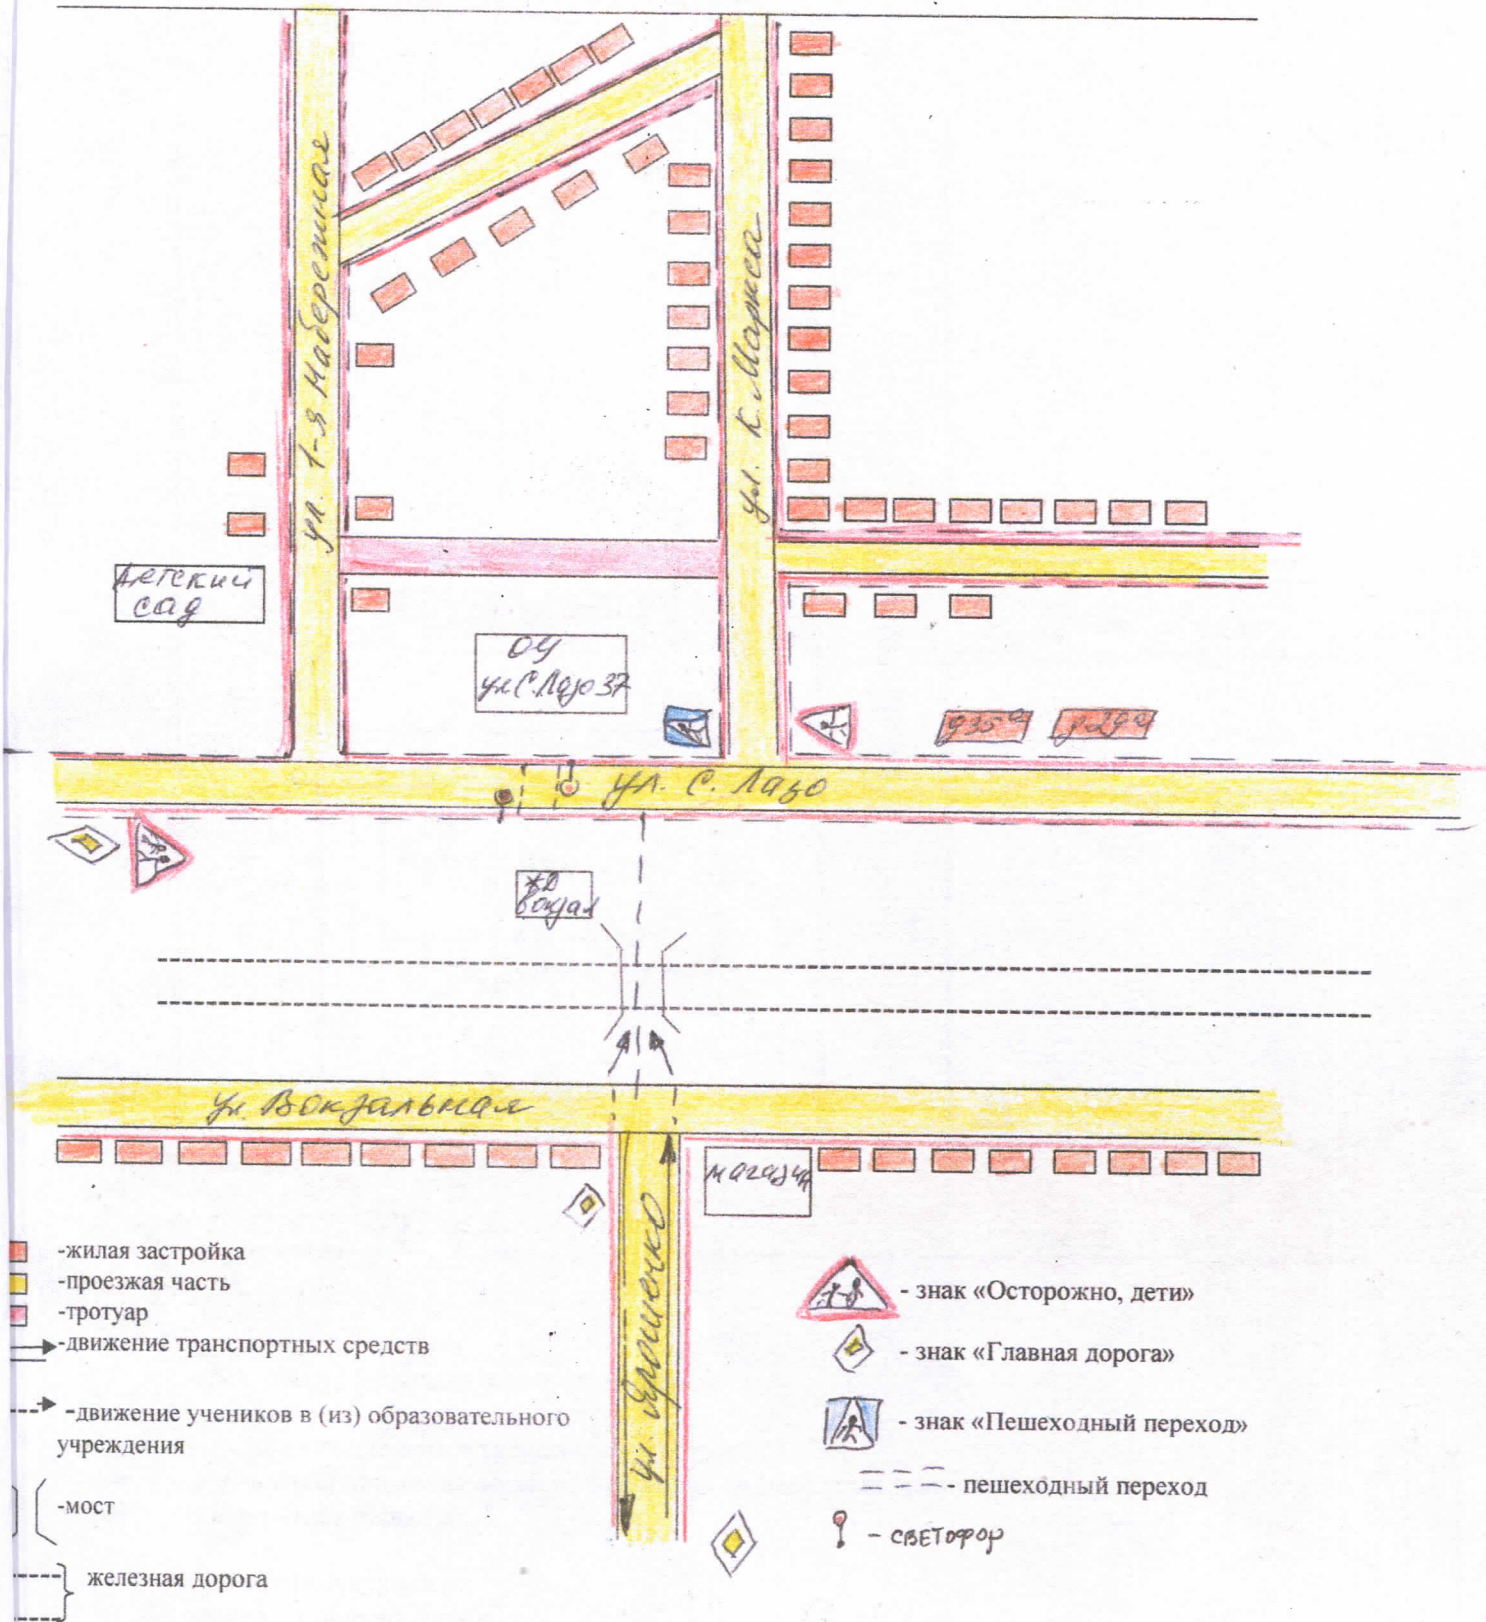 ул. 1-я Набережная
ул. К. Маркса
детский
сад
ОУ
ул С. Лазо 37
д35а
д29а
ул. С. Лазо
ЖД
вокзал
ул. Вокзальная
магазин
ул. Ярошенко
-жилая застройка
-проезжая часть
-тротуар
-движение транспортных средств
-движение учеников в (из) образовательного
учреждения
-мост
железная дорога
- знак «Осторожно, дети»
- знак «Главная дорога»
- знак «Пешеходный переход»
- пешеходный переход
- светофор